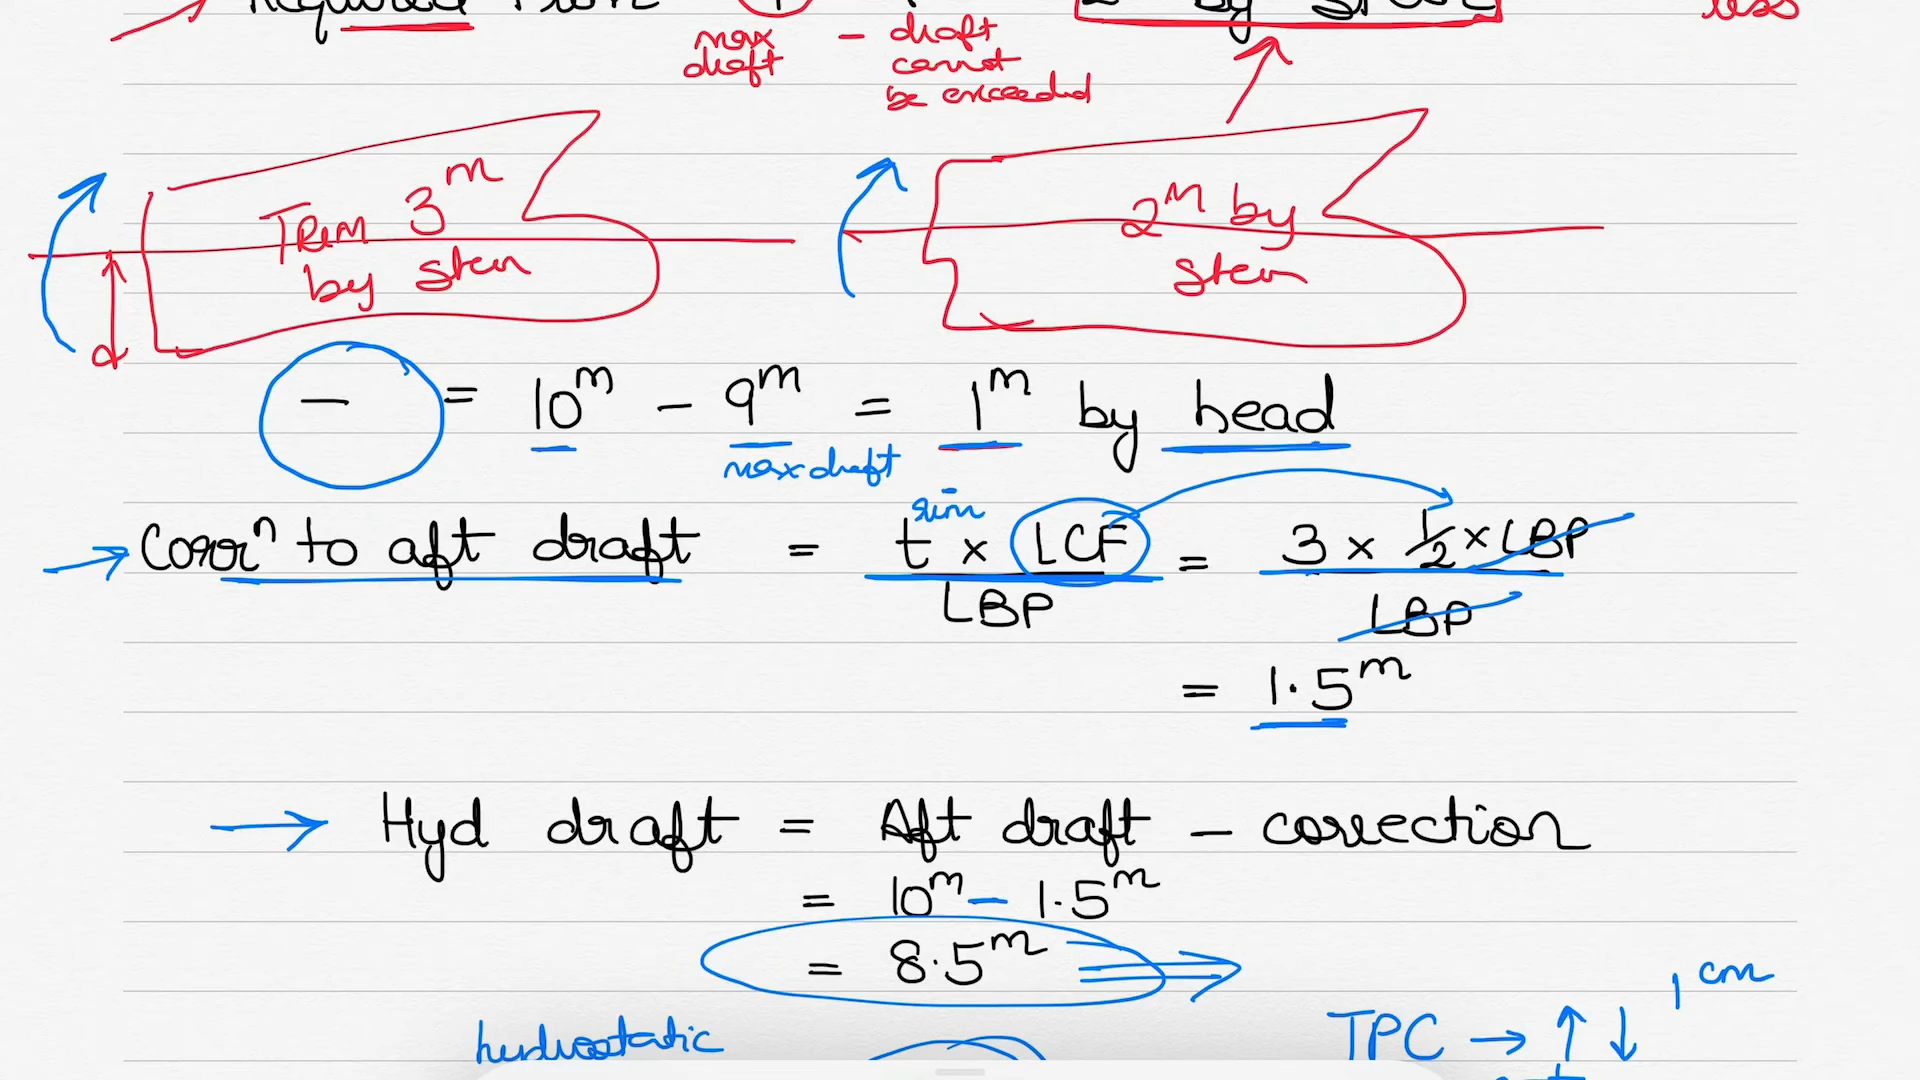 max - draft
draft cannot
be exceeded
less
Trim 3m
by stern
2m by
stern
- = 10m - 9m = 1m by head
max draft
trim
Corrn to aft draft = t x LCF / LBP = 3 x 1/2 x LBP / LBP
= 1.5m
Hyd draft = Aft draft - correction
= 10m - 1.5m
= 8.5m
1 cm
hydrostatic
TPC → ↑ ↓